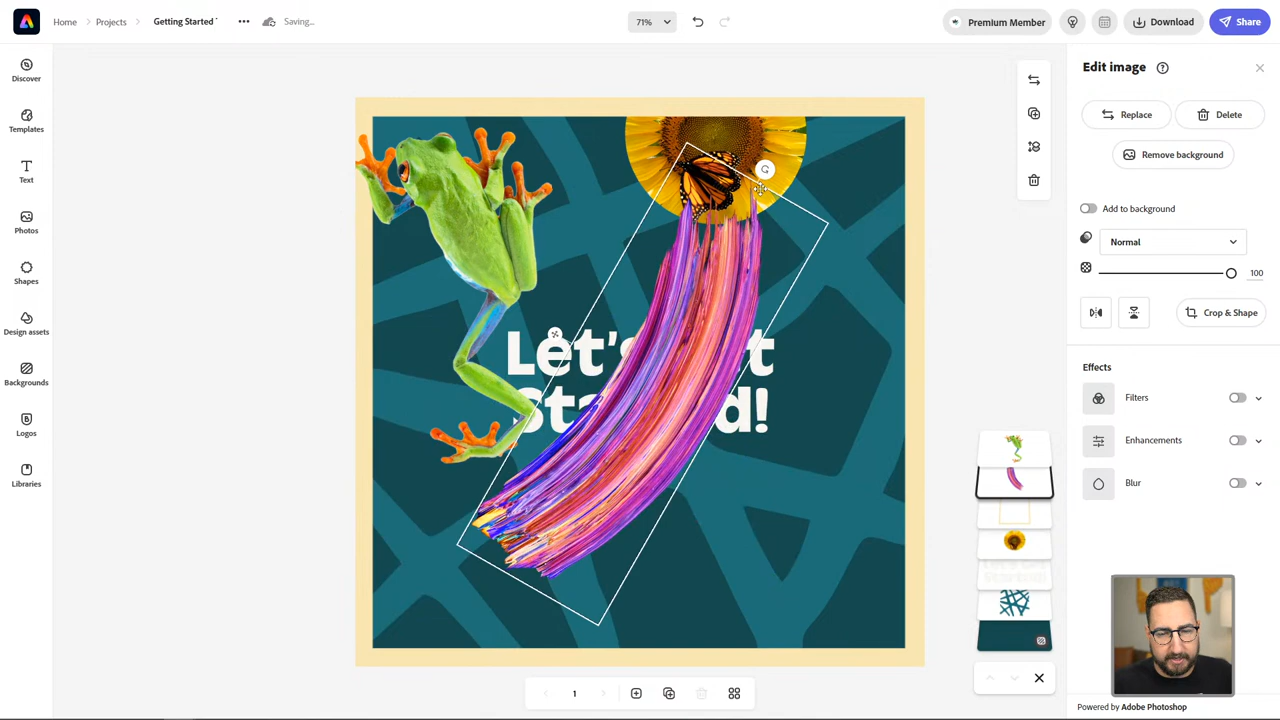 Home
Projects
Getting Started
Saving...
71%
Premium Member
Download
Share
Discover
Templates
Text
Photos
Shapes
Design assets
Backgrounds
Logos
Libraries
Edit image
Replace
Delete
Remove background
Add to background
Normal
100
Crop & Shape
Effects
Filters
Enhancements
Blur
Powered by Adobe Photoshop
1